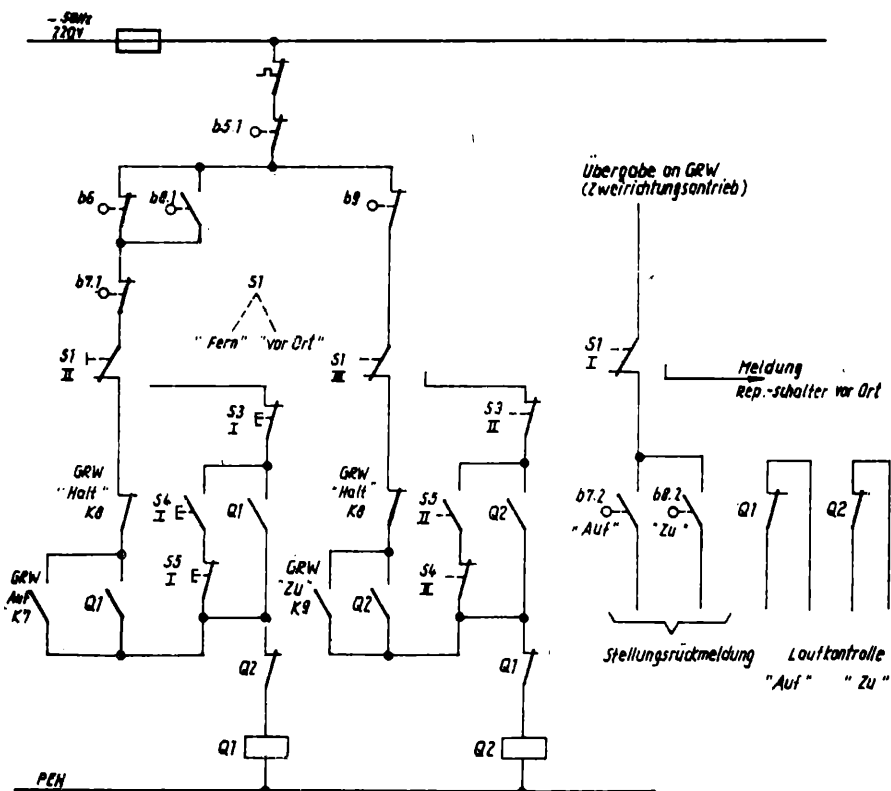 ~ 50Hz
220V
b5.1
b6
b8.1
b9
b7.1
S1
"Fern" "vor Ort"
S1
II
S1
III
Übergabe an GRW
(Zweirichtungsantrieb)
S1
I
Meldung
Rep.-schalter vor Ort
S3
I
S3
II
GRW
"Halt"
K8
S4
I
Q1
GRW
"Halt"
K8
S5
II
Q2
b7.2
"Auf"
b8.2
"Zu"
Q1
Q2
S5
I
S4
II
GRW
Auf
K7
Q1
GRW
"Zu"
K9
Q2
Q2
Q1
Stellungsrückmeldung
Laufkontrolle
"Auf" "Zu"
Q1
Q2
PEN